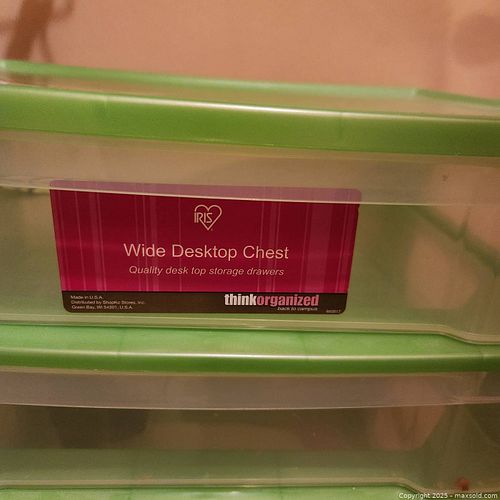 IRIS
Wide Desktop Chest
Quality desk top storage drawers
Made in U.S.A.
Distributed by ShopKo Stores, Inc.
Green Bay, WI 54301, U.S.A.
thinkorganized
back to campus
Copyright 2025 - maxsold.com